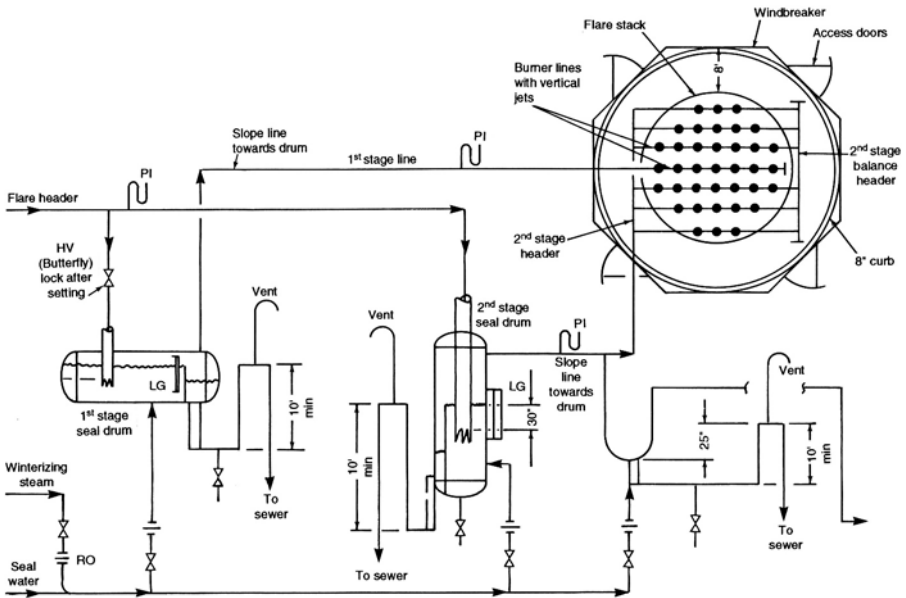 Windbreaker
Flare stack
Access doors
8'
Burner lines
with vertical
jets
Slope line
towards drum
1st stage line
PI
2nd stage
balance
header
PI
Flare header
2nd stage
header
8" curb
HV
(Butterfly)
lock after
setting
Vent
2nd stage
seal drum
Vent
PI
Vent
LG
10'
min
1st stage
seal drum
Slope
line
towards
drum
LG
30"
10'
min
25"
10'
min
Winterizing
steam
To
sewer
To
sewer
RO
Seal
water
To sewer